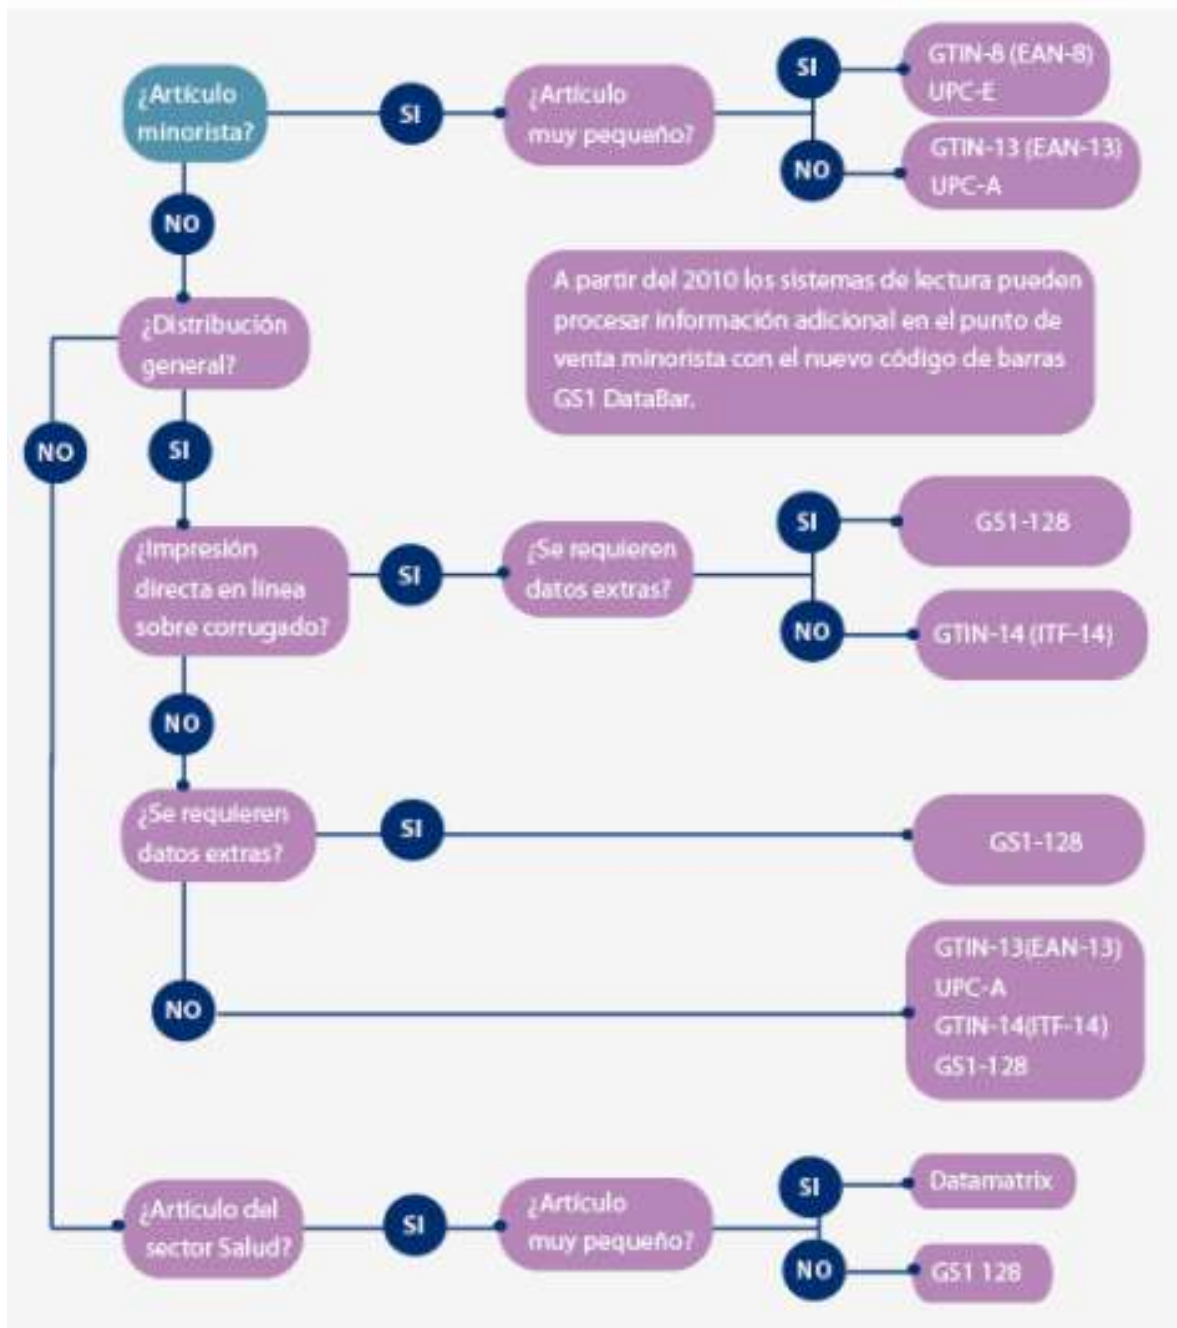 ¿Artículo
minorista?
SI
¿Artículo
muy pequeño?
SI
GTIN-8 (EAN-8)
UPC-E
NO
GTIN-13 (EAN-13)
UPC-A
NO
A partir del 2010 los sistemas de lectura pueden
procesar información adicional en el punto de
venta minorista con el nuevo código de barras
GS1 DataBar.
¿Distribución
general?
NO
SI
¿Impresión
directa en línea
sobre corrugado?
SI
¿Se requieren
datos extras?
SI
GS1-128
NO
GTIN-14 (ITF-14)
NO
¿Se requieren
datos extras?
SI
GS1-128
NO
GTIN-13(EAN-13)
UPC-A
GTIN-14(ITF-14)
GS1-128
¿Artículo del
sector Salud?
SI
¿Artículo
muy pequeño?
SI
Datamatrix
NO
GS1 128